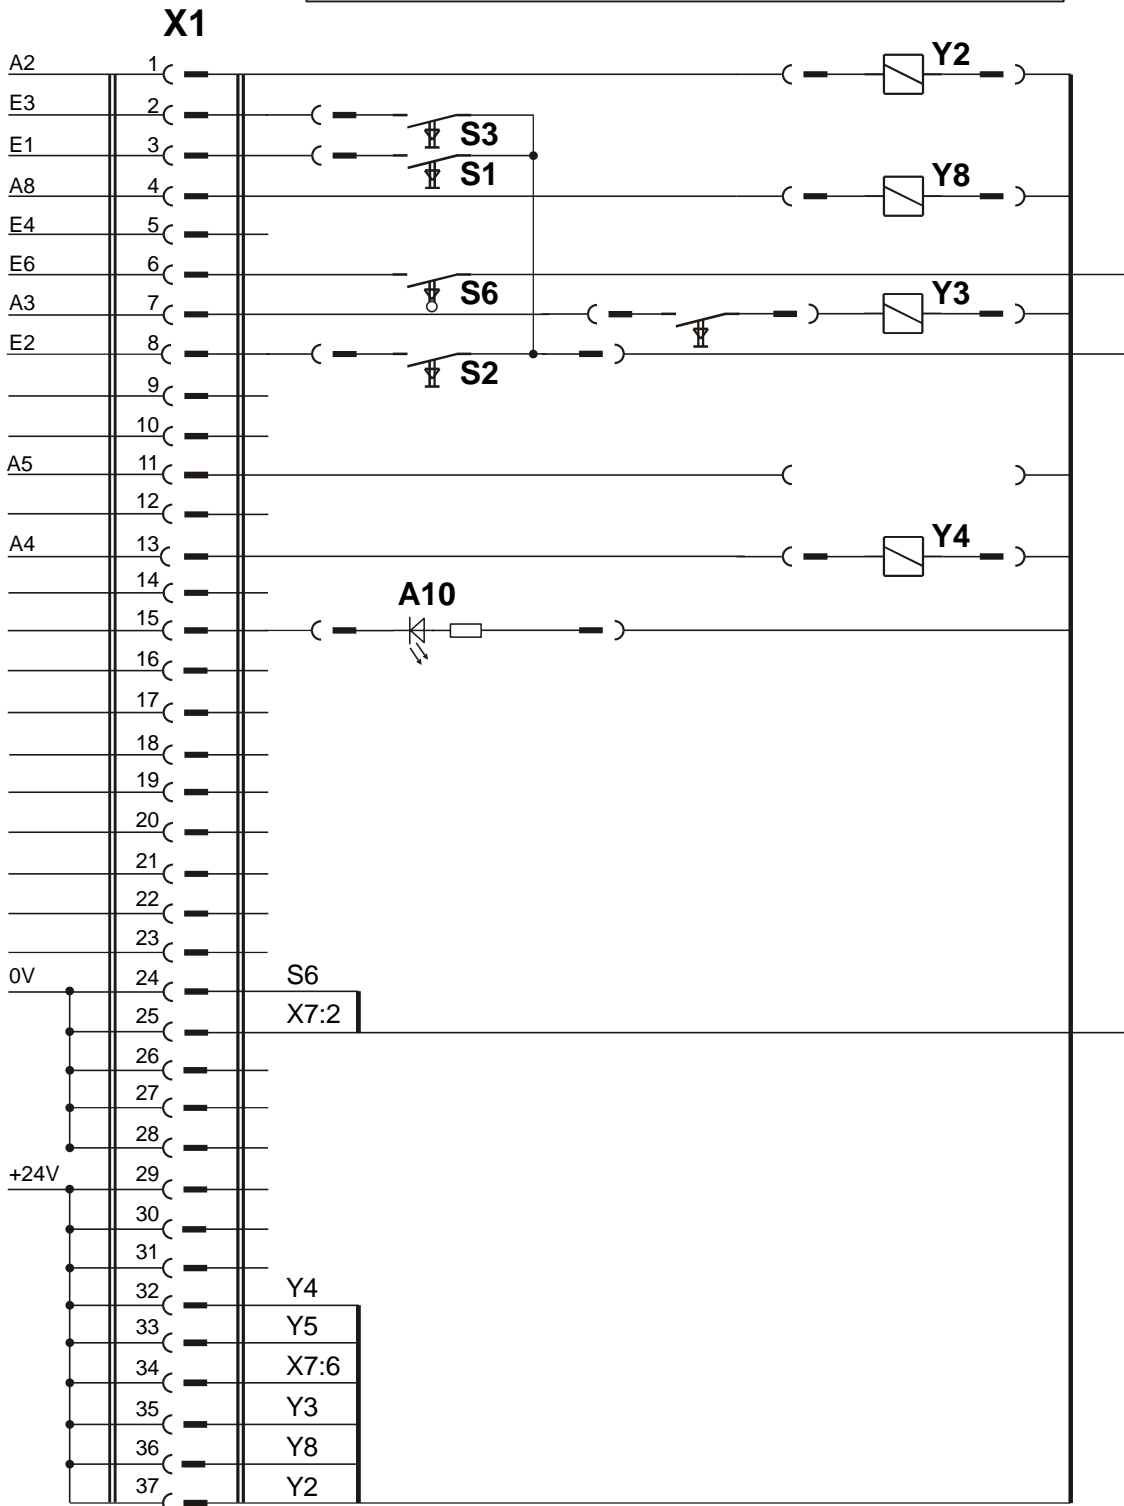 X1
A2 1 Y2
E3 2 S3
E1 3 S1
A8 4 Y8
E4 5
E6 6 S6
A3 7 Y3
E2 8 S2
9
10
A5 11
12
A4 13 Y4
14
15 A10
16
17
18
19
20
21
22
23
0V 24 S6
25 X7:2
26
27
28
+24V 29
30
31
32 Y4
33 Y5
34 X7:6
35 Y3
36 Y8
37 Y2